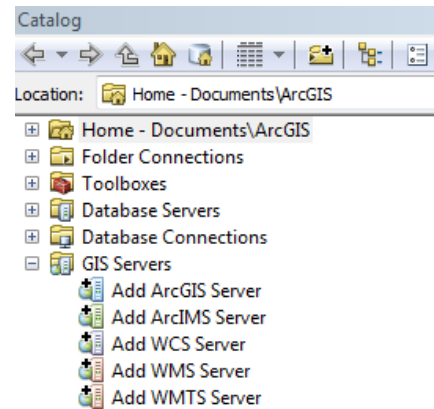 Catalog
Location: Home - Documents\ArcGIS
Home - Documents\ArcGIS
Folder Connections
Toolboxes
Database Servers
Database Connections
GIS Servers
Add ArcGIS Server
Add ArcIMS Server
Add WCS Server
Add WMS Server
Add WMTS Server